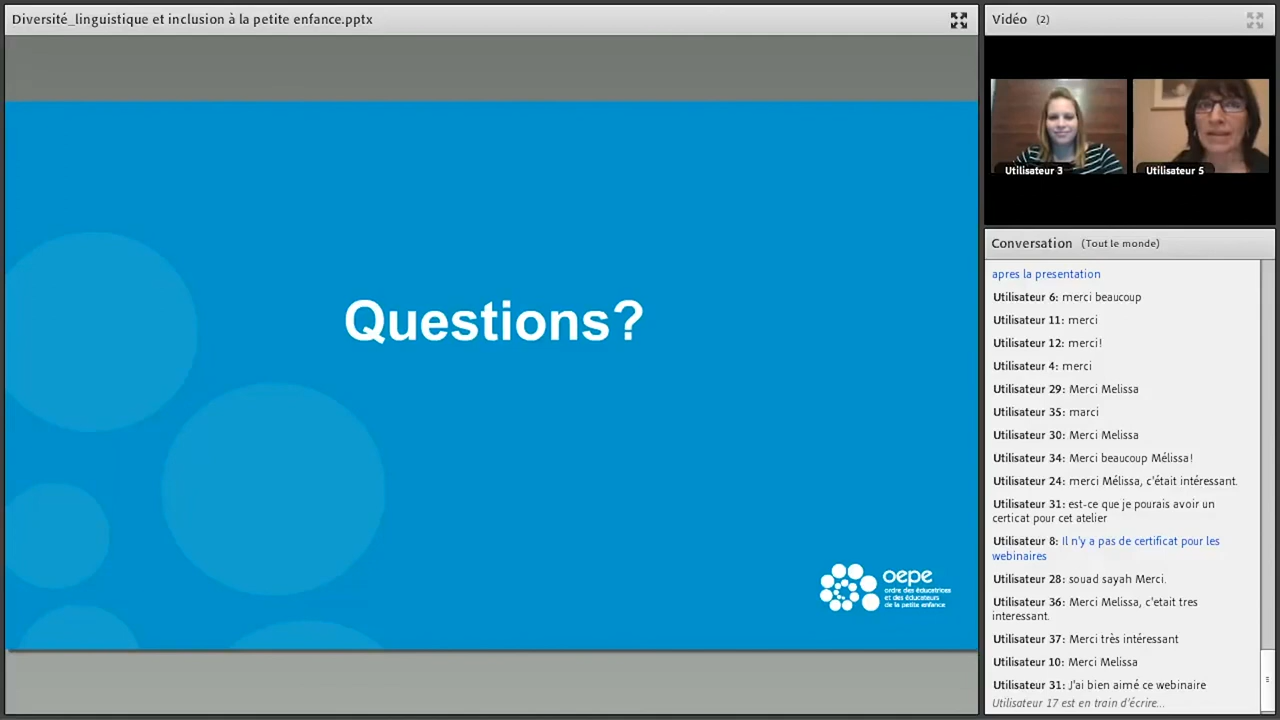 Diversité_linguistique et inclusion à la petite enfance.pptx
Questions?
oepe
ordre des éducatrices
et des éducateurs
de la petite enfance
Vidéo (2)
Utilisateur 3
Utilisateur 5
Conversation (Tout le monde)
apres la presentation
Utilisateur 6: merci beaucoup
Utilisateur 11: merci
Utilisateur 12: merci!
Utilisateur 4: merci
Utilisateur 29: Merci Melissa
Utilisateur 35: marci
Utilisateur 30: Merci Melissa
Utilisateur 34: Merci beaucoup Mélissa!
Utilisateur 24: merci Mélissa, c'était intéressant.
Utilisateur 31: est-ce que je pourais avoir un
certicat pour cet atelier
Utilisateur 8: Il n'y a pas de certificat pour les
webinaires
Utilisateur 28: souad sayah Merci.
Utilisateur 36: Merci Melissa, c'etait tres
interessant.
Utilisateur 37: Merci très intéressant
Utilisateur 10: Merci Melissa
Utilisateur 31: J'ai bien aimé ce webinaire
Utilisateur 17 est en train d'écrire...